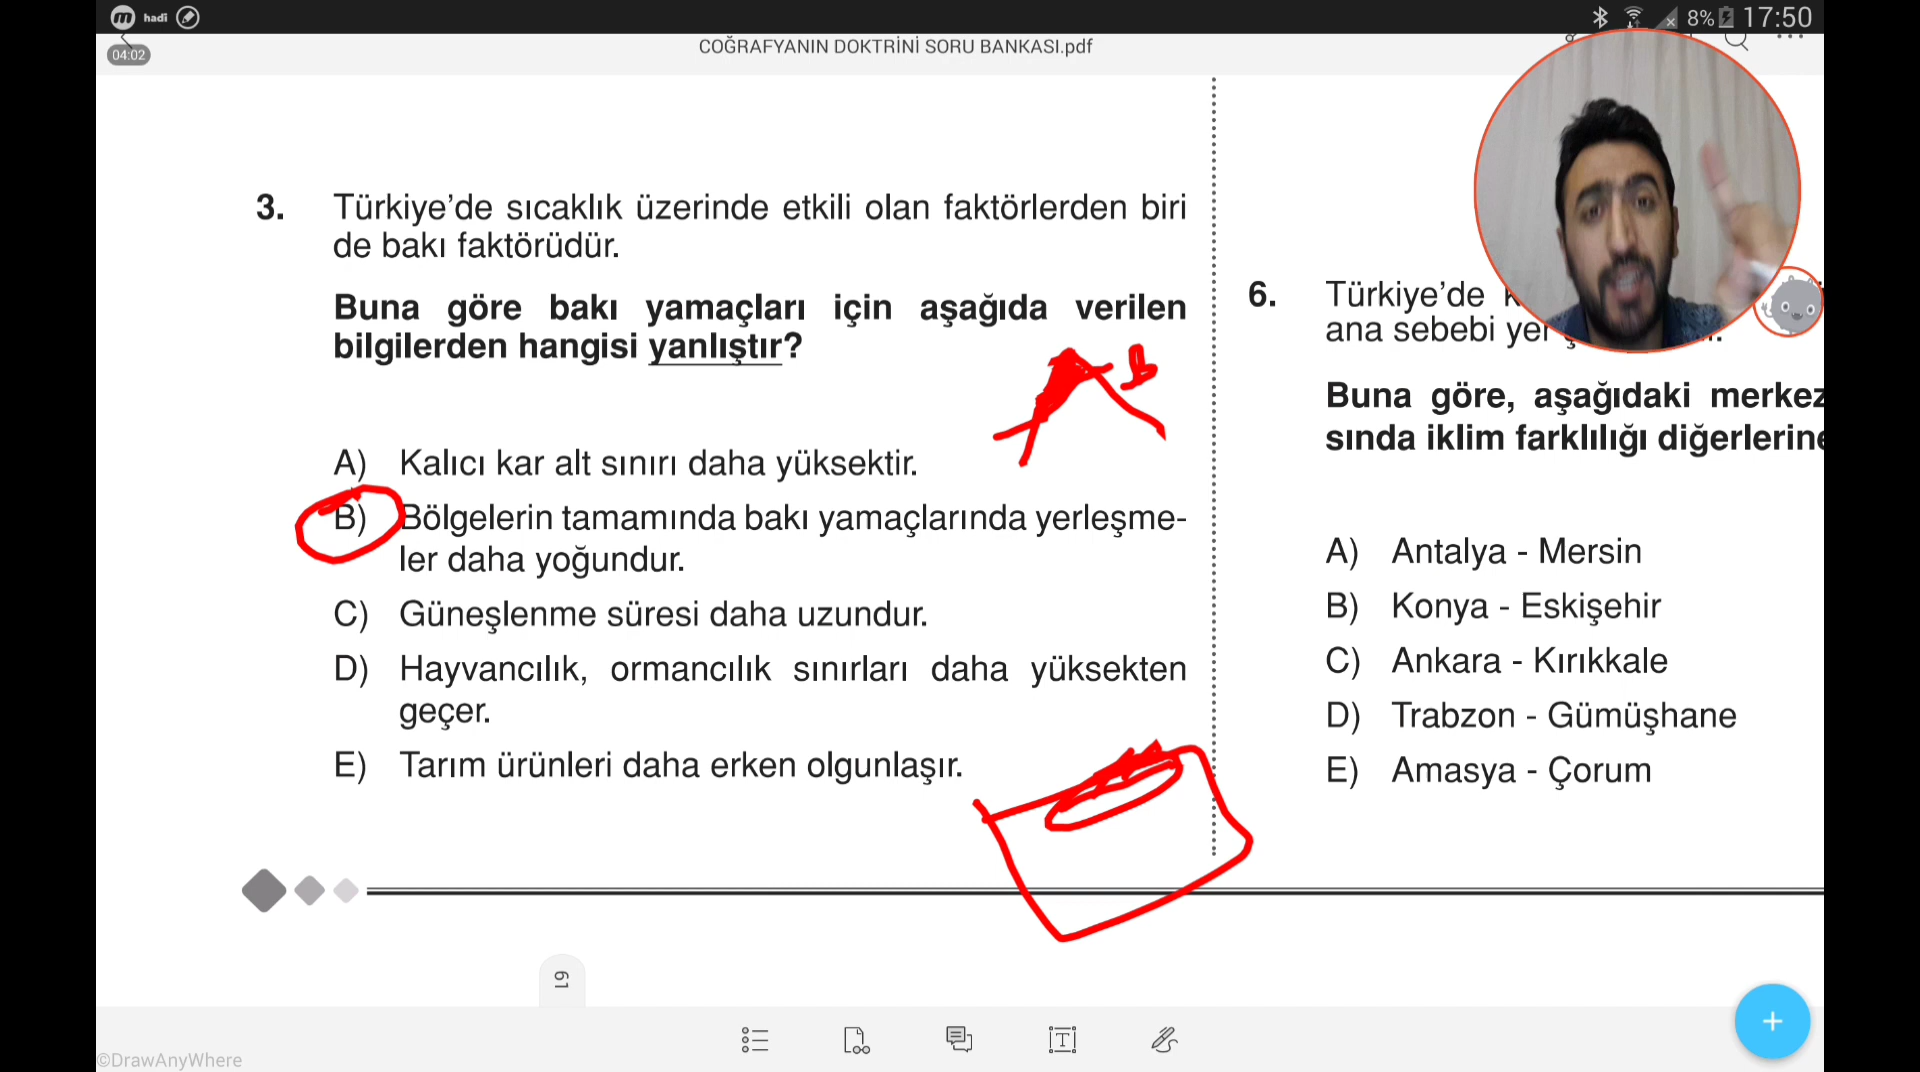 hadi
8%
17:50
04:02
COĞRAFYANIN DOKTRİNİ SORU BANKASI.pdf
3. Türkiye’de sıcaklık üzerinde etkili olan faktörlerden biri
de bakı faktörüdür.
Buna göre bakı yamaçları için aşağıda verilen
bilgilerden hangisi yanlıştır?
A) Kalıcı kar alt sınırı daha yüksektir.
B) Bölgelerin tamamında bakı yamaçlarında yerleşme-
ler daha yoğundur.
C) Güneşlenme süresi daha uzundur.
D) Hayvancılık, ormancılık sınırları daha yüksekten
geçer.
E) Tarım ürünleri daha erken olgunlaşır.
6. Türkiye’de
ana sebebi
Buna göre, aşağıdaki merkez
sında iklim farklılığı diğerlerine
A) Antalya - Mersin
B) Konya - Eskişehir
C) Ankara - Kırıkkale
D) Trabzon - Gümüşhane
E) Amasya - Çorum
61
©DrawAnyWhere